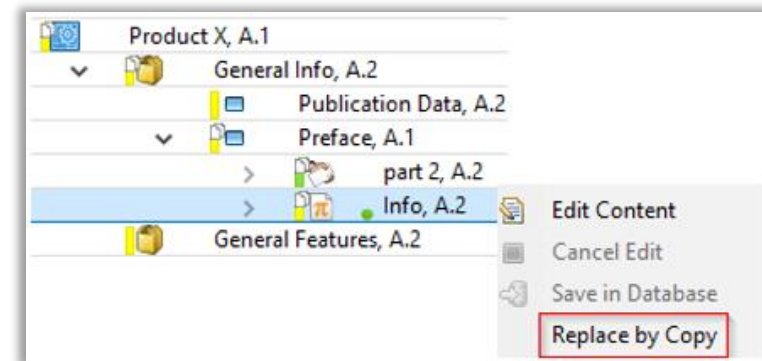 Product X, A.1
General Info, A.2
Publication Data, A.2
Preface, A.1
part 2, A.2
Info, A.2
General Features, A.2
Edit Content
Cancel Edit
Save in Database
Replace by Copy